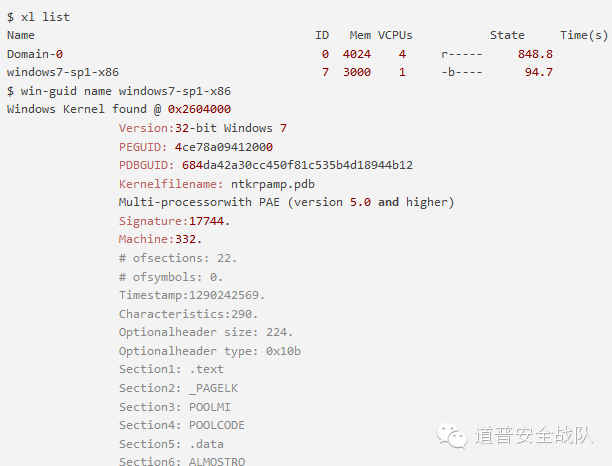 $ xl list
Name ID Mem VCPUs State Time(s)
Domain-0 0 4024 4 r----- 848.8
windows7-sp1-x86 7 3000 1 -b---- 94.7
$ win-guid name windows7-sp1-x86
Windows Kernel found @ 0x2604000
Version:32-bit Windows 7
PEGUID: 4ce78a09412000
PDBGUID: 684da42a30cc450f81c535b4d18944b12
Kernelfilename: ntkrpamp.pdb
Multi-processorwith PAE (version 5.0 and higher)
Signature:17744.
Machine:332.
# ofsections: 22.
# ofsymbols: 0.
Timestamp:1290242569.
Characteristics:290.
Optionalheader size: 224.
Optionalheader type: 0x10b
Section1: .text
Section2: _PAGELK
Section3: POOLMI
Section4: POOLCODE
Section5: .data
Section6: ALMOSTRO
道普安全战队